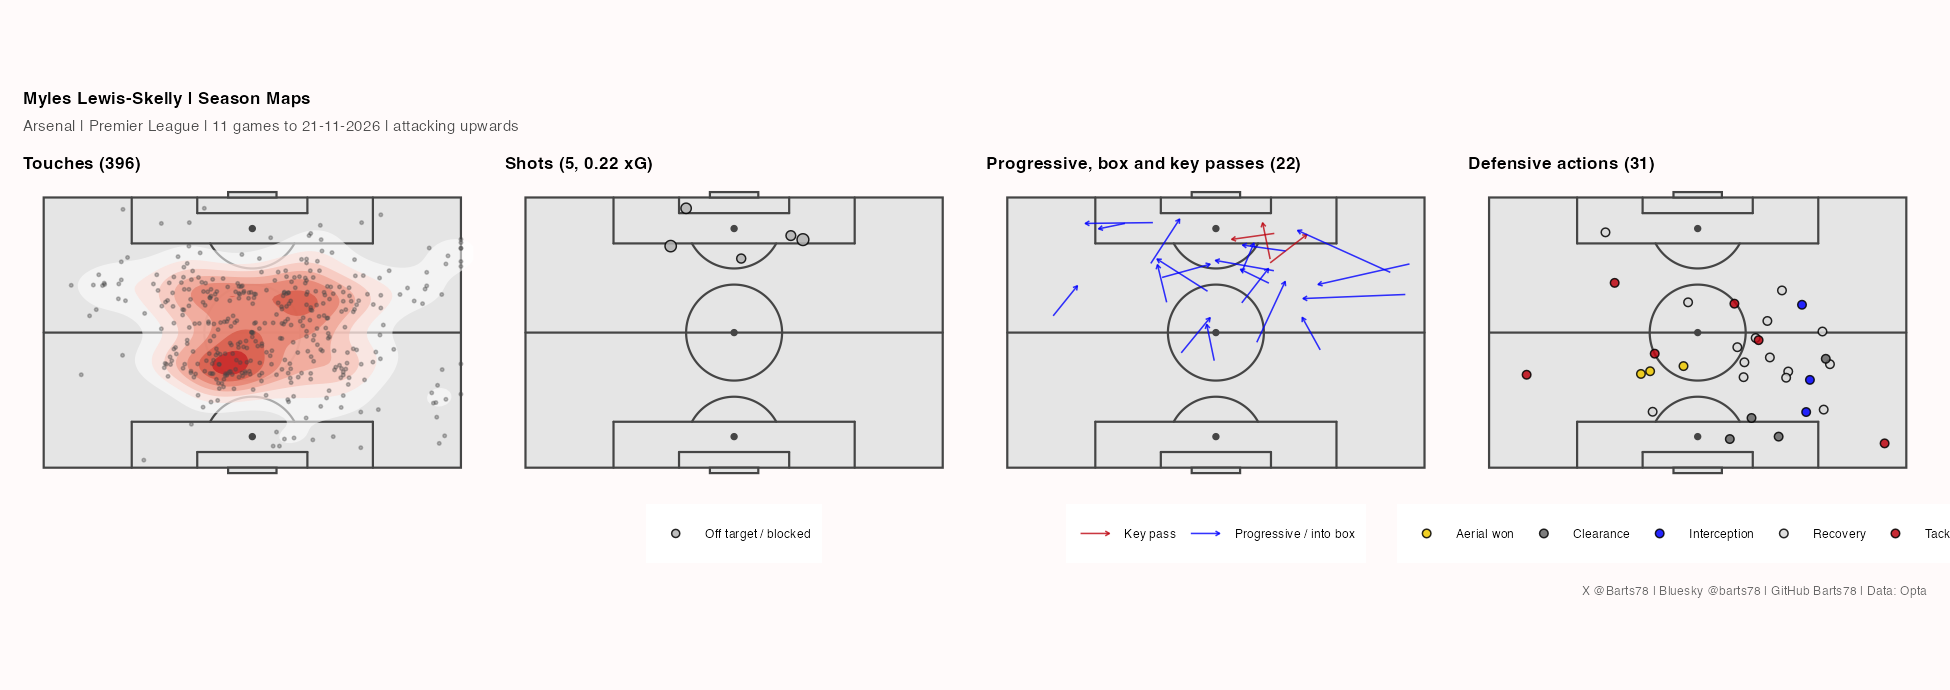 Myles Lewis-Skelly | Season Maps
Arsenal | Premier League | 11 games to 21-11-2026 | attacking upwards
Touches (396)
Shots (5, 0.22 xG)
Progressive, box and key passes (22)
Defensive actions (31)
Off target / blocked
Key pass
Progressive / into box
Aerial won
Clearance
Interception
Recovery
Tack
X @Barts78 | Bluesky @barts78 | GitHub Barts78 | Data: Opta